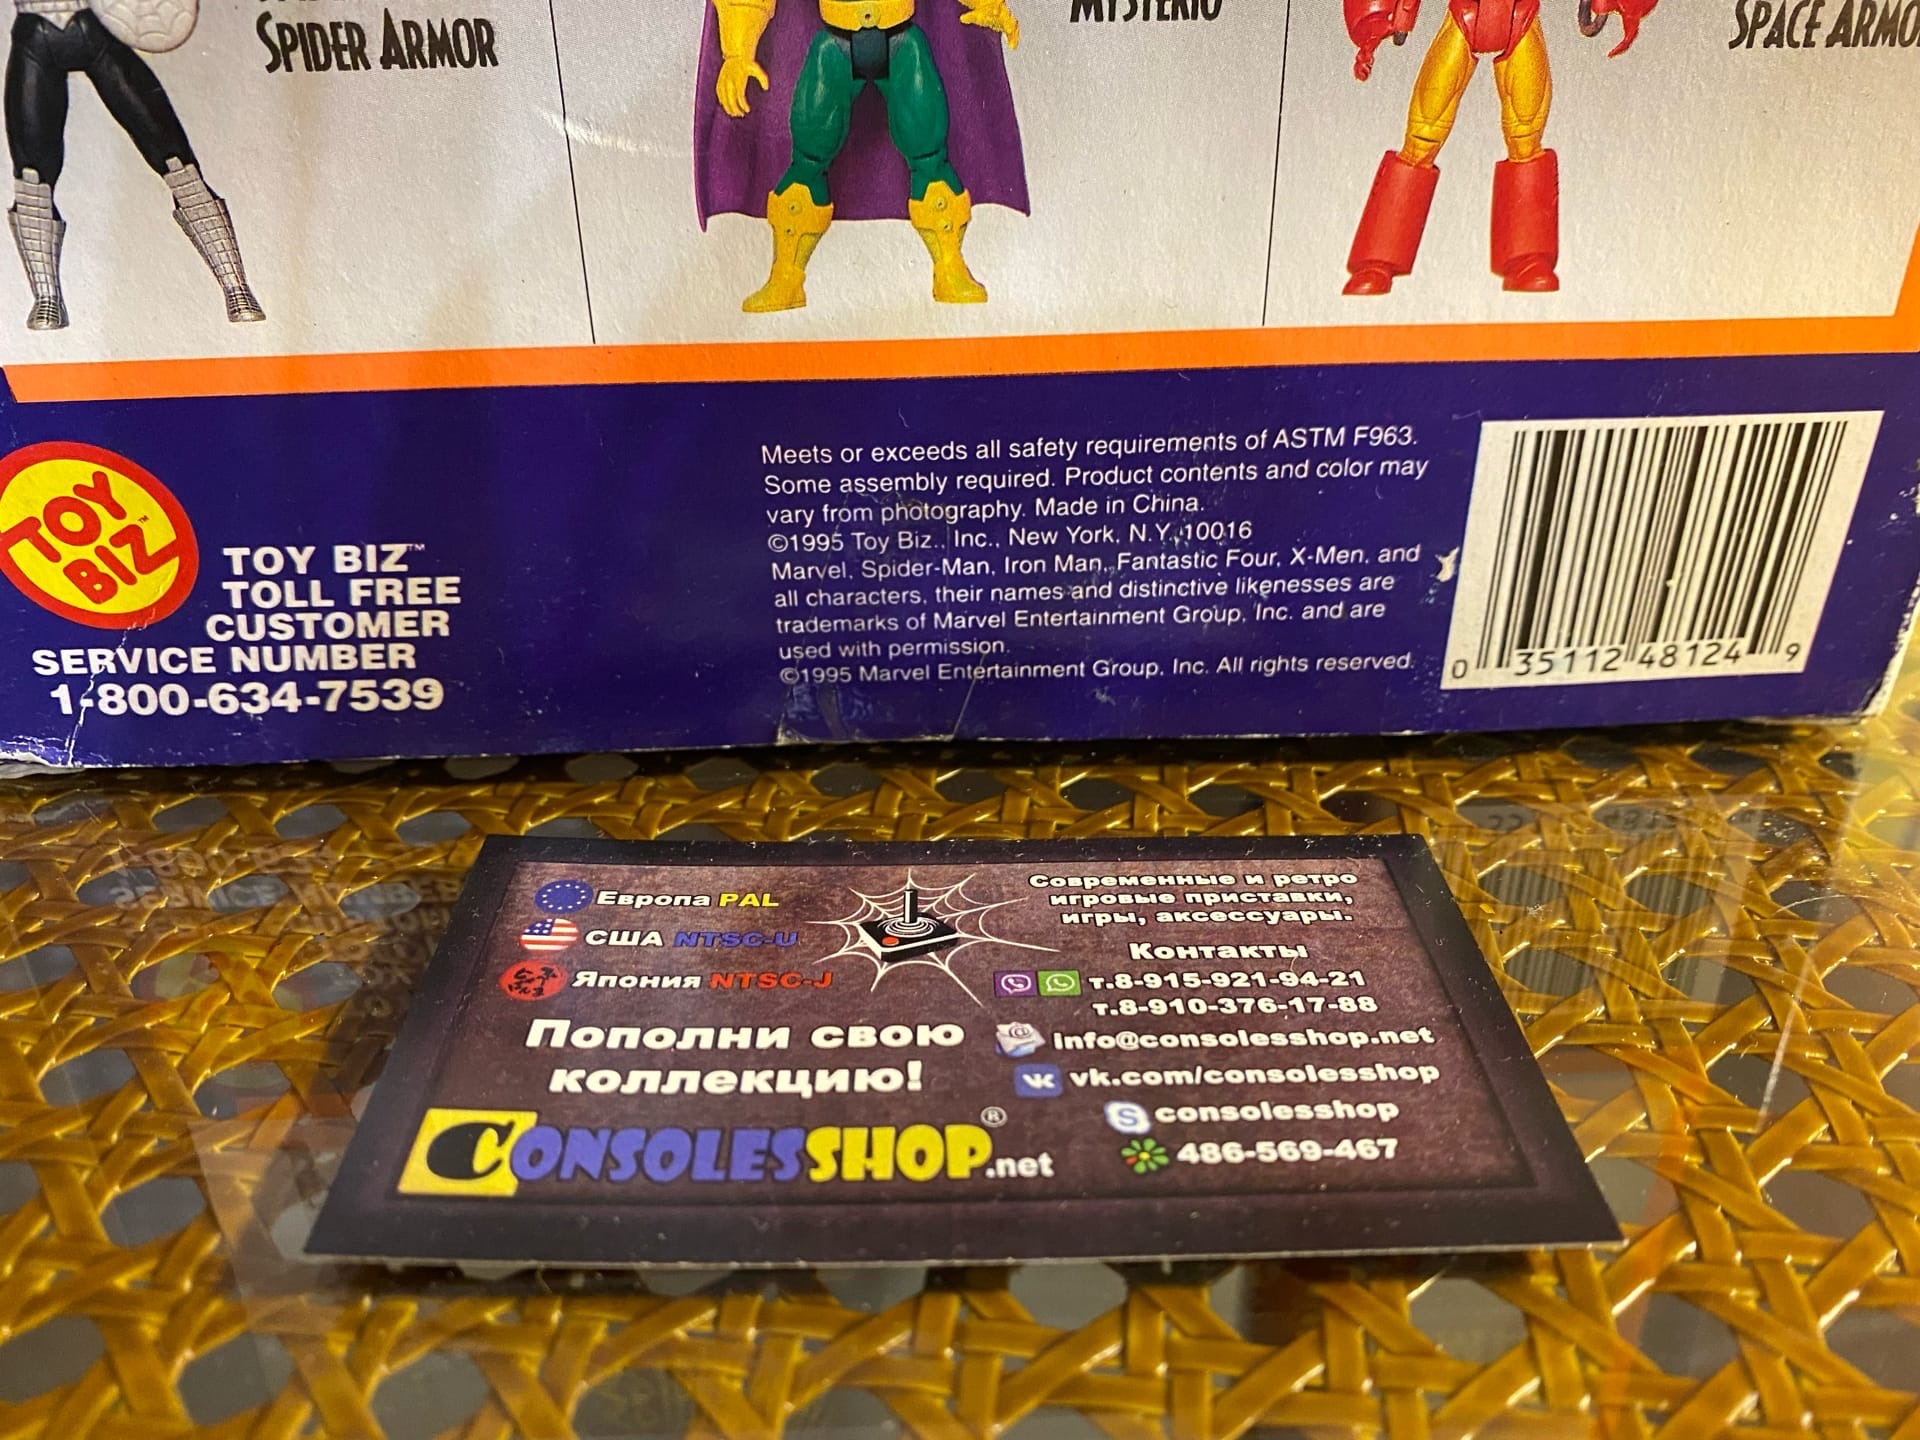 SPIDER ARMOR
MYSTERIO
SPACE ARMO
TOY
BIZ
TOY BIZ™
TOLL FREE
CUSTOMER
SERVICE NUMBER
1-800-634-7539
Meets or exceeds all safety requirements of ASTM F963.
Some assembly required. Product contents and color may
vary from photography. Made in China.
©1995 Toy Biz., Inc., New York, N.Y. 10016
Marvel, Spider-Man, Iron Man, Fantastic Four, X-Men, and
all characters, their names and distinctive likenesses are
trademarks of Marvel Entertainment Group, Inc. and are
used with permission.
©1995 Marvel Entertainment Group, Inc. All rights reserved.
0 35112 48124 9
Европа PAL
США NTSC-U
Япония NTSC-J
Пополни свою
коллекцию!
CONSOLESSHOP.net
®
Современные и ретро
игровые приставки,
игры, аксессуары.
Контакты
т.8-915-921-94-21
т.8-910-376-17-88
info@consolesshop.net
vk.com/consolesshop
consolesshop
486-569-467